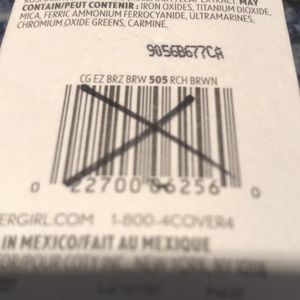 CONTAIN/PEUT CONTENIR : IRON OXIDES, TITANIUM DIOXIDE,
MICA, FERRIC AMMONIUM FERROCYANIDE, ULTRAMARINES,
CHROMIUM OXIDE GREENS, CARMINE.
9056B677CA
CG EZ BRZ BRW 505 RCH BRWN
0 22700 06256 0
ERGIRL.COM 1-800-4COVER4
IN MEXICO/FAIT AU MEXIQUE